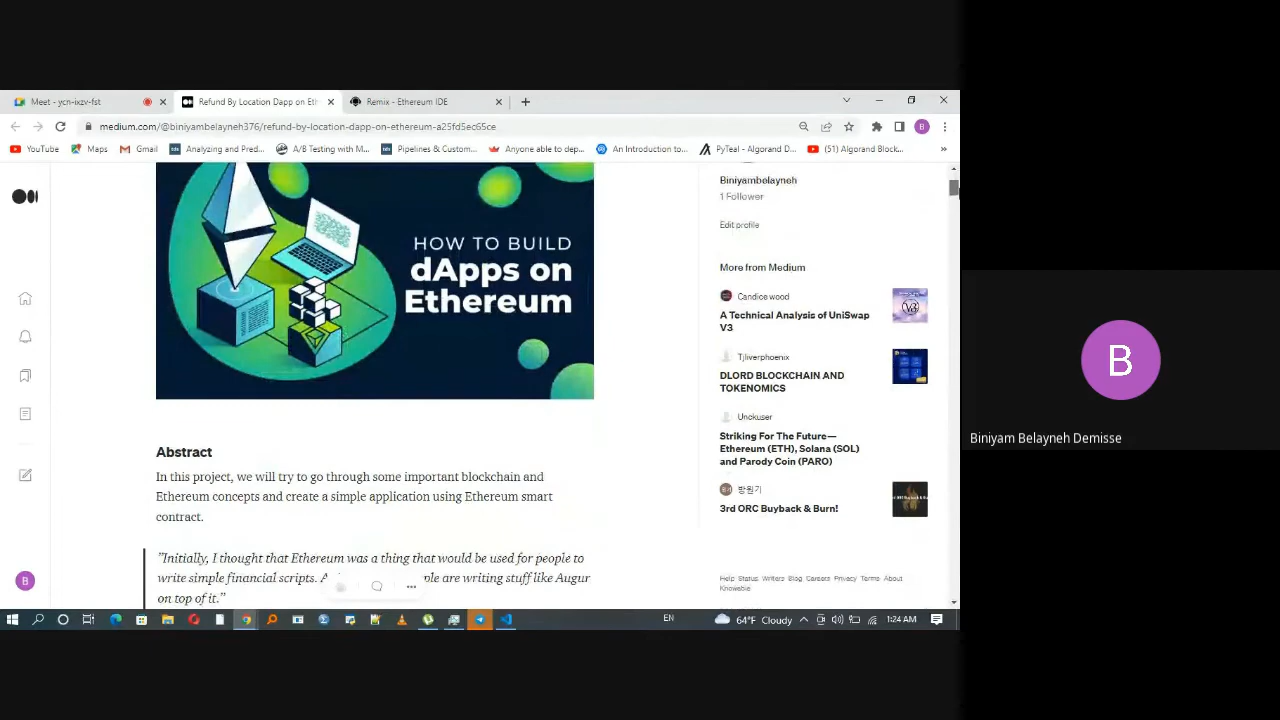 Meet - ycn-ixzv-fst
Refund By Location Dapp on Eth
Remix - Ethereum IDE
medium.com/@biniyambelayneh376/refund-by-location-dapp-on-ethereum-a25fd5ec65ce
B
YouTube
Maps
Gmail
Analyzing and Pred...
A/B Testing with M...
Pipelines & Custom...
Anyone able to dep...
An Introduction to...
PyTeal - Algorand D...
(51) Algorand Block...
»
HOW TO BUILD
dApps on
Ethereum
Abstract
In this project, we will try to go through some important blockchain and
Ethereum concepts and create a simple application using Ethereum smart
contract.
"Initially, I thought that Ethereum was a thing that would be used for people to
write simple financial scripts. ple are writing stuff like Augur
on top of it."
Biniyambelayneh
1 Follower
Edit profile
More from Medium
Candice wood
A Technical Analysis of UniSwap
V3
Tjliverphoenix
DLORD BLOCKCHAIN AND
TOKENOMICS
Unckuser
Striking For The Future—
Ethereum (ETH), Solana (SOL)
and Parody Coin (PARO)
방원기
3rd ORC Buyback & Burn!
Help Status Writers Blog Careers Privacy Terms About
Knowable
B
EN
64°F Cloudy
1:24 AM
B
Biniyam Belayneh Demisse